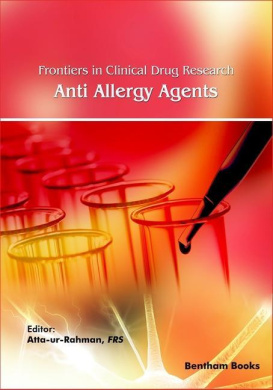 Frontiers in Clinical Drug Research
Anti Allergy Agents
Editor:
Atta-ur-Rahman, FRS
Bentham Books